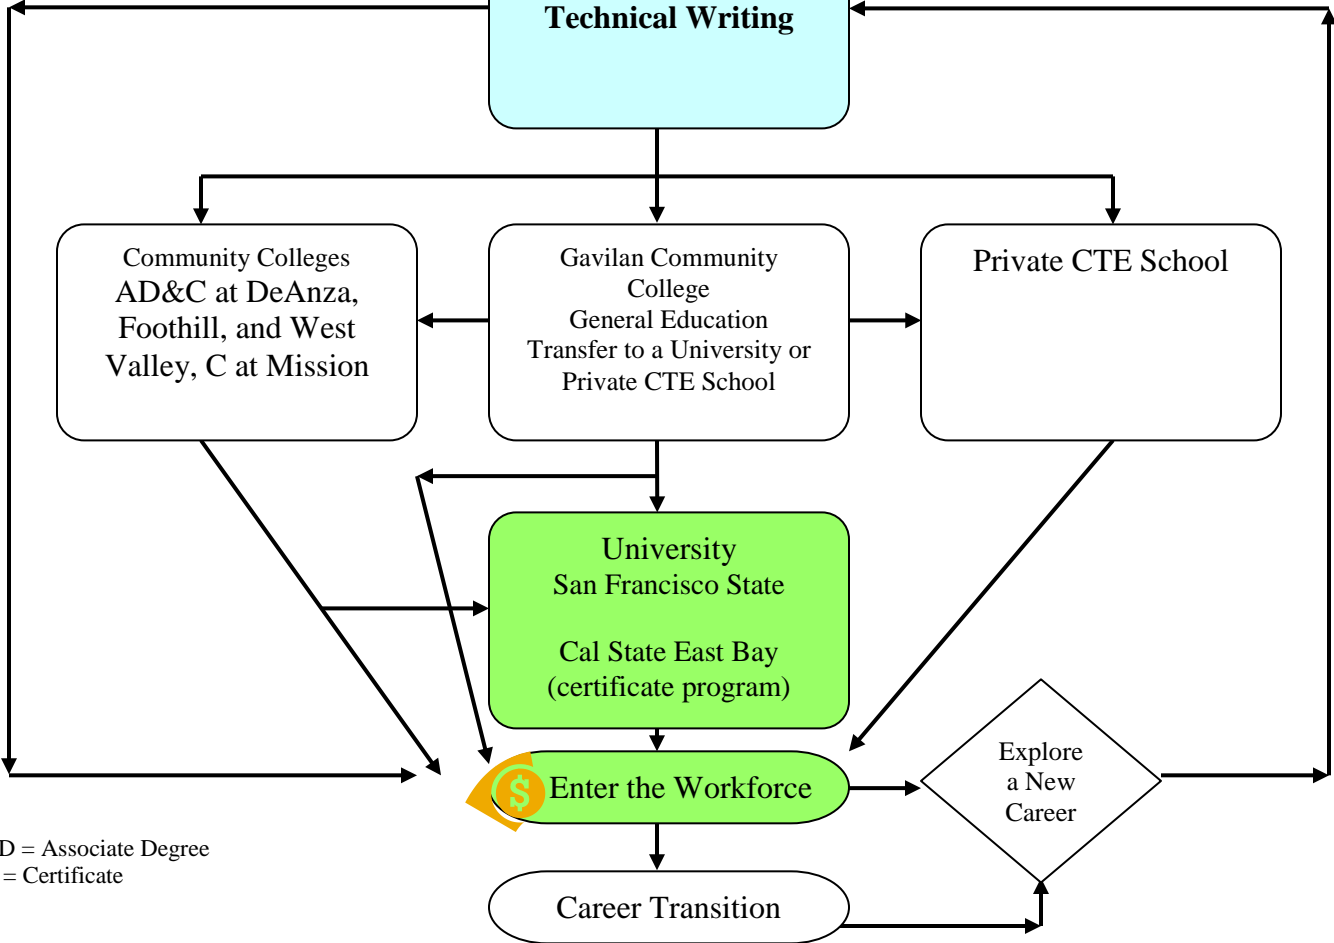 Technical Writing
Community Colleges
AD&C at DeAnza,
Foothill, and West
Valley, C at Mission
Gavilan Community
College
General Education
Transfer to a University or
Private CTE School
Private CTE School
University
San Francisco State
Cal State East Bay
(certificate program)
$
Enter the Workforce
Explore
a New
Career
D = Associate Degree
= Certificate
Career Transition